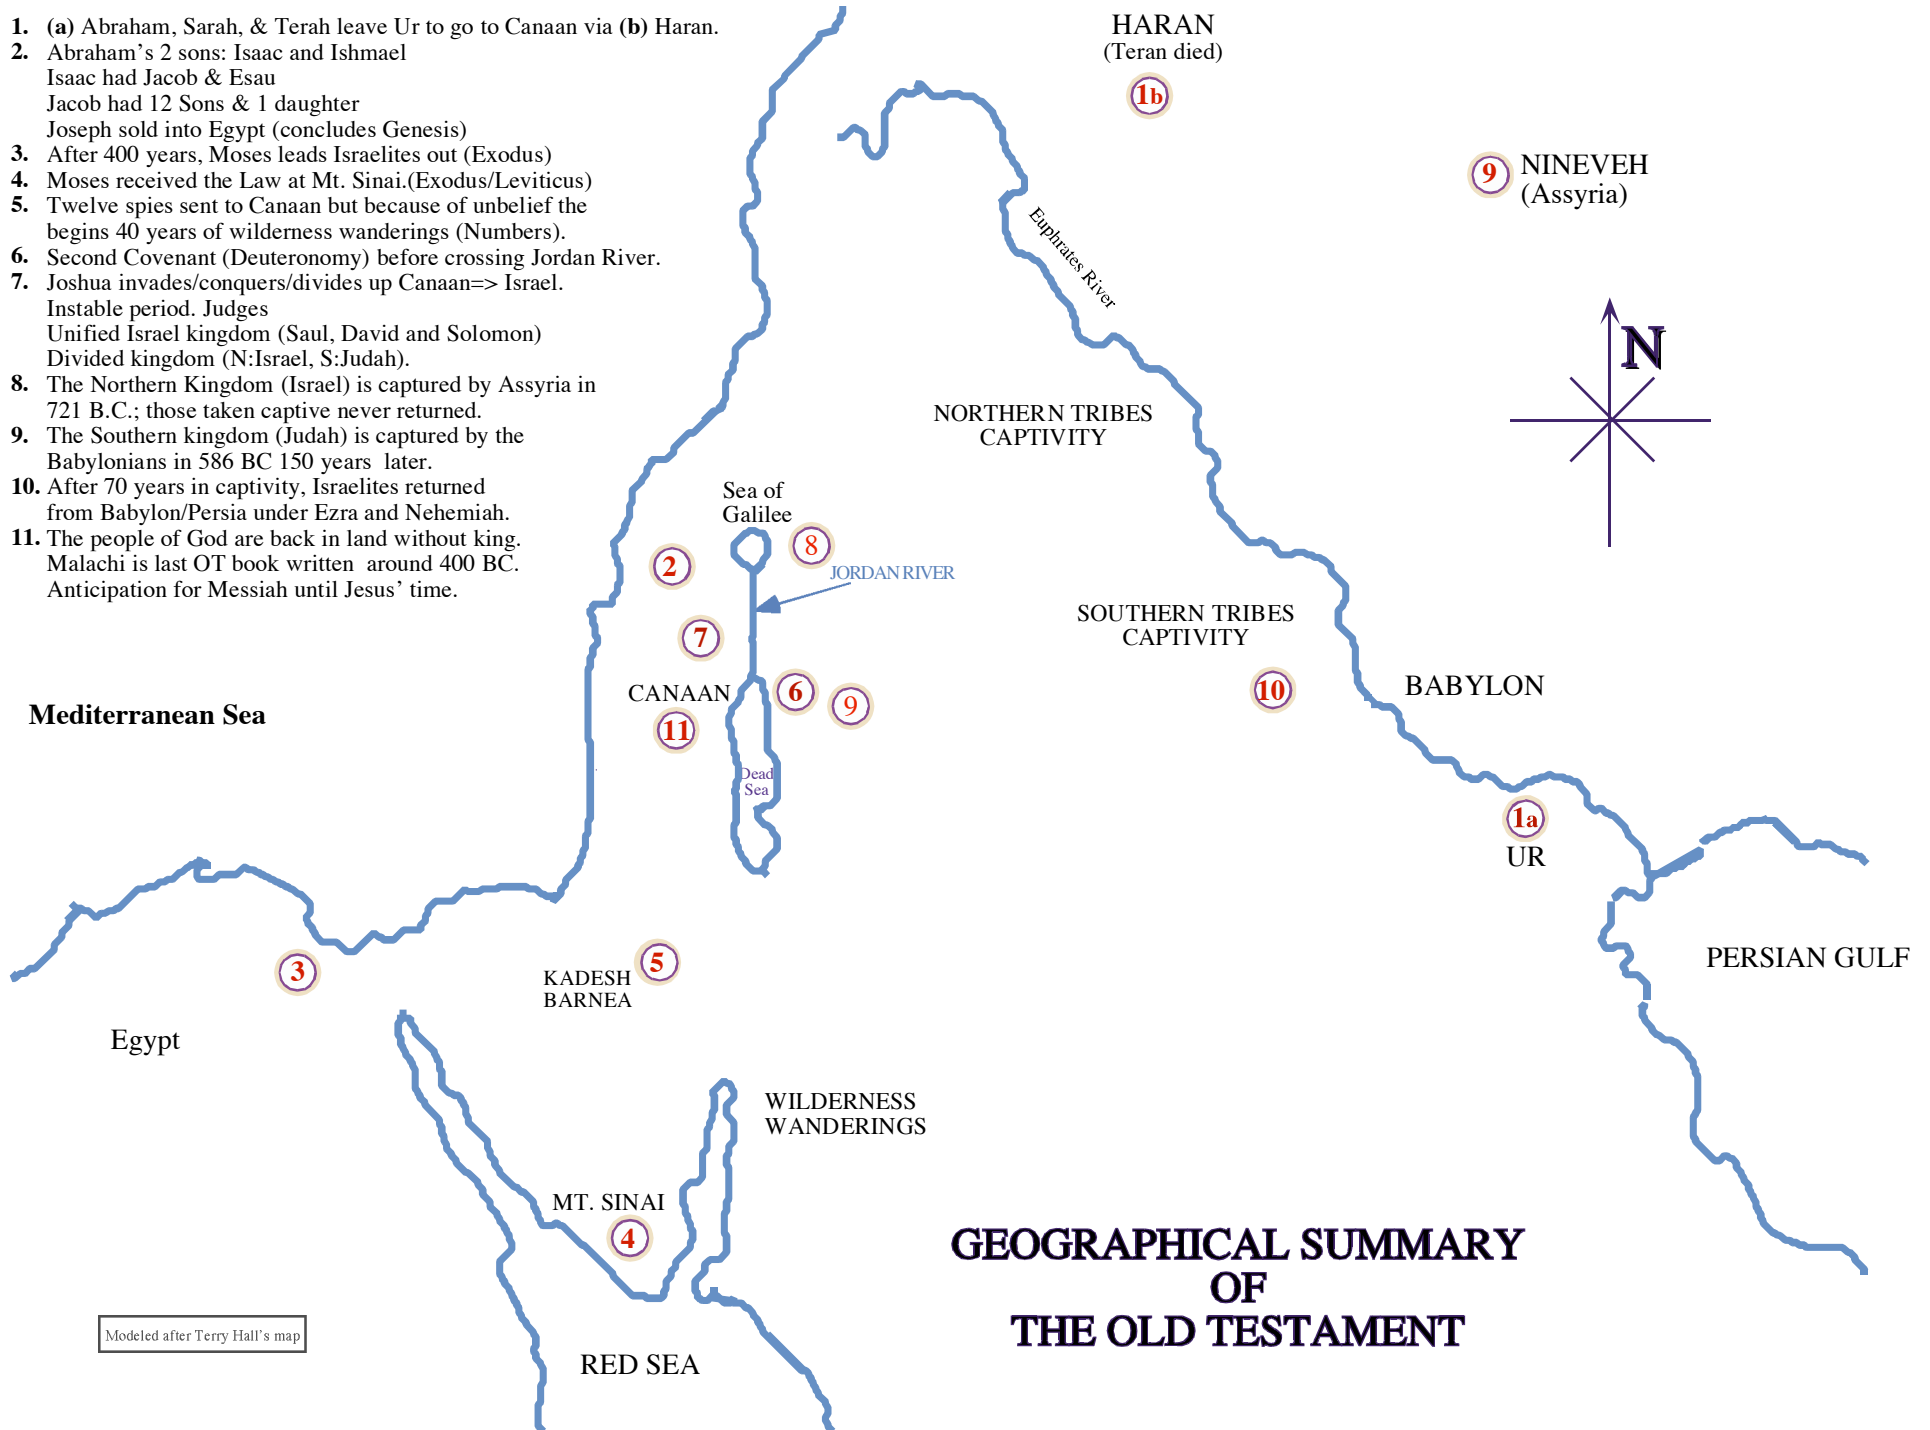 1. (a) Abraham, Sarah, & Terah leave Ur to go to Canaan via (b) Haran.
2. Abraham's 2 sons: Isaac and Ishmael
Isaac had Jacob & Esau
Jacob had 12 Sons & 1 daughter
Joseph sold into Egypt (concludes Genesis)
3. After 400 years, Moses leads Israelites out (Exodus)
4. Moses received the Law at Mt. Sinai.(Exodus/Leviticus)
5. Twelve spies sent to Canaan but because of unbelief the
begins 40 years of wilderness wanderings (Numbers).
6. Second Covenant (Deuteronomy) before crossing Jordan River.
7. Joshua invades/conquers/divides up Canaan=> Israel.
Instable period. Judges
Unified Israel kingdom (Saul, David and Solomon)
Divided kingdom (N:Israel, S:Judah).
8. The Northern Kingdom (Israel) is captured by Assyria in
721 B.C.; those taken captive never returned.
9. The Southern kingdom (Judah) is captured by the
Babylonians in 586 BC 150 years later.
10. After 70 years in captivity, Israelites returned
from Babylon/Persia under Ezra and Nehemiah.
11. The people of God are back in land without king.
Malachi is last OT book written around 400 BC.
Anticipation for Messiah until Jesus' time.
HARAN
(Teran died)
1b
9
NINEVEH
(Assyria)
Euphrates River
N
NORTHERN TRIBES
CAPTIVITY
Sea of
Galilee
8
2
JORDAN RIVER
7
SOUTHERN TRIBES
CAPTIVITY
10
BABYLON
CANAAN
6
9
11
Mediterranean Sea
Dead
Sea
1a
UR
PERSIAN GULF
3
5
KADESH
BARNEA
Egypt
WILDERNESS
WANDERINGS
MT. SINAI
4
GEOGRAPHICAL SUMMARY
OF
THE OLD TESTAMENT
Modeled after Terry Hall's map
RED SEA